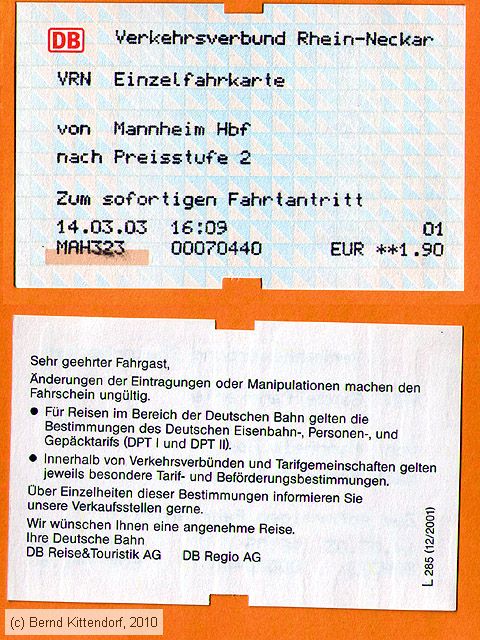 DB Verkehrsverbund Rhein-Neckar
VRN Einzelfahrkarte
von Mannheim Hbf
nach Preisstufe 2
Zum sofortigen Fahrtantritt
14.03.03 16:09 01
MAH323 00070440 EUR **1.90
Sehr geehrter Fahrgast,
Änderungen der Eintragungen oder Manipulationen machen den
Fahrschein ungültig.
● Für Reisen im Bereich der Deutschen Bahn gelten die
Bestimmungen des Deutschen Eisenbahn-, Personen-, und
Gepäcktarifs (DPT I und DPT II).
● Innerhalb von Verkehrsverbünden und Tarifgemeinschaften gelten
jeweils besondere Tarif- und Beförderungsbestimmungen.
Über Einzelheiten dieser Bestimmungen informieren Sie
unsere Verkaufsstellen gerne.
Wir wünschen Ihnen eine angenehme Reise.
Ihre Deutsche Bahn
DB Reise&Touristik AG DB Regio AG
L 285 (12/2001)
(c) Bernd Kittendorf, 2010